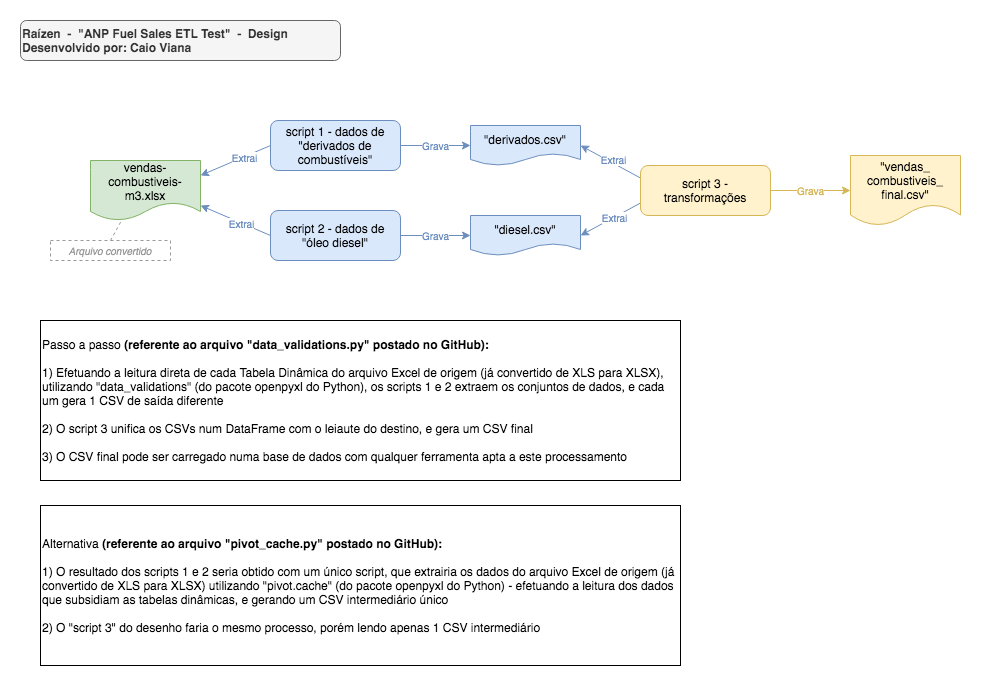 Raízen  -  "ANP Fuel Sales ETL Test"  -  Design
Desenvolvido por: Caio Viana
script 1 - dados de
"derivados de
combustíveis"
Grava
"derivados.csv"
Extrai
Extrai
vendas-
combustiveis-
m3.xlsx
script 3 -
transformações
Grava
"vendas_
combustiveis_
final.csv"
Extrai
script 2 - dados de
"óleo diesel"
Grava
"diesel.csv"
Extrai
Arquivo convertido
Passo a passo (referente ao arquivo "data_validations.py" postado no GitHub):
1) Efetuando a leitura direta de cada Tabela Dinâmica do arquivo Excel de origem (já convertido de XLS para XLSX),
utilizando "data_validations" (do pacote openpyxl do Python), os scripts 1 e 2 extraem os conjuntos de dados, e cada
um gera 1 CSV de saída diferente
2) O script 3 unifica os CSVs num DataFrame com o leiaute do destino, e gera um CSV final
3) O CSV final pode ser carregado numa base de dados com qualquer ferramenta apta a este processamento
Alternativa (referente ao arquivo "pivot_cache.py" postado no GitHub):
1) O resultado dos scripts 1 e 2 seria obtido com um único script, que extrairia os dados do arquivo Excel de origem (já
convertido de XLS para XLSX) utilizando "pivot.cache" (do pacote openpyxl do Python) - efetuando a leitura dos dados
que subsidiam as tabelas dinâmicas, e gerando um CSV intermediário único
2) O "script 3" do desenho faria o mesmo processo, porém lendo apenas 1 CSV intermediário